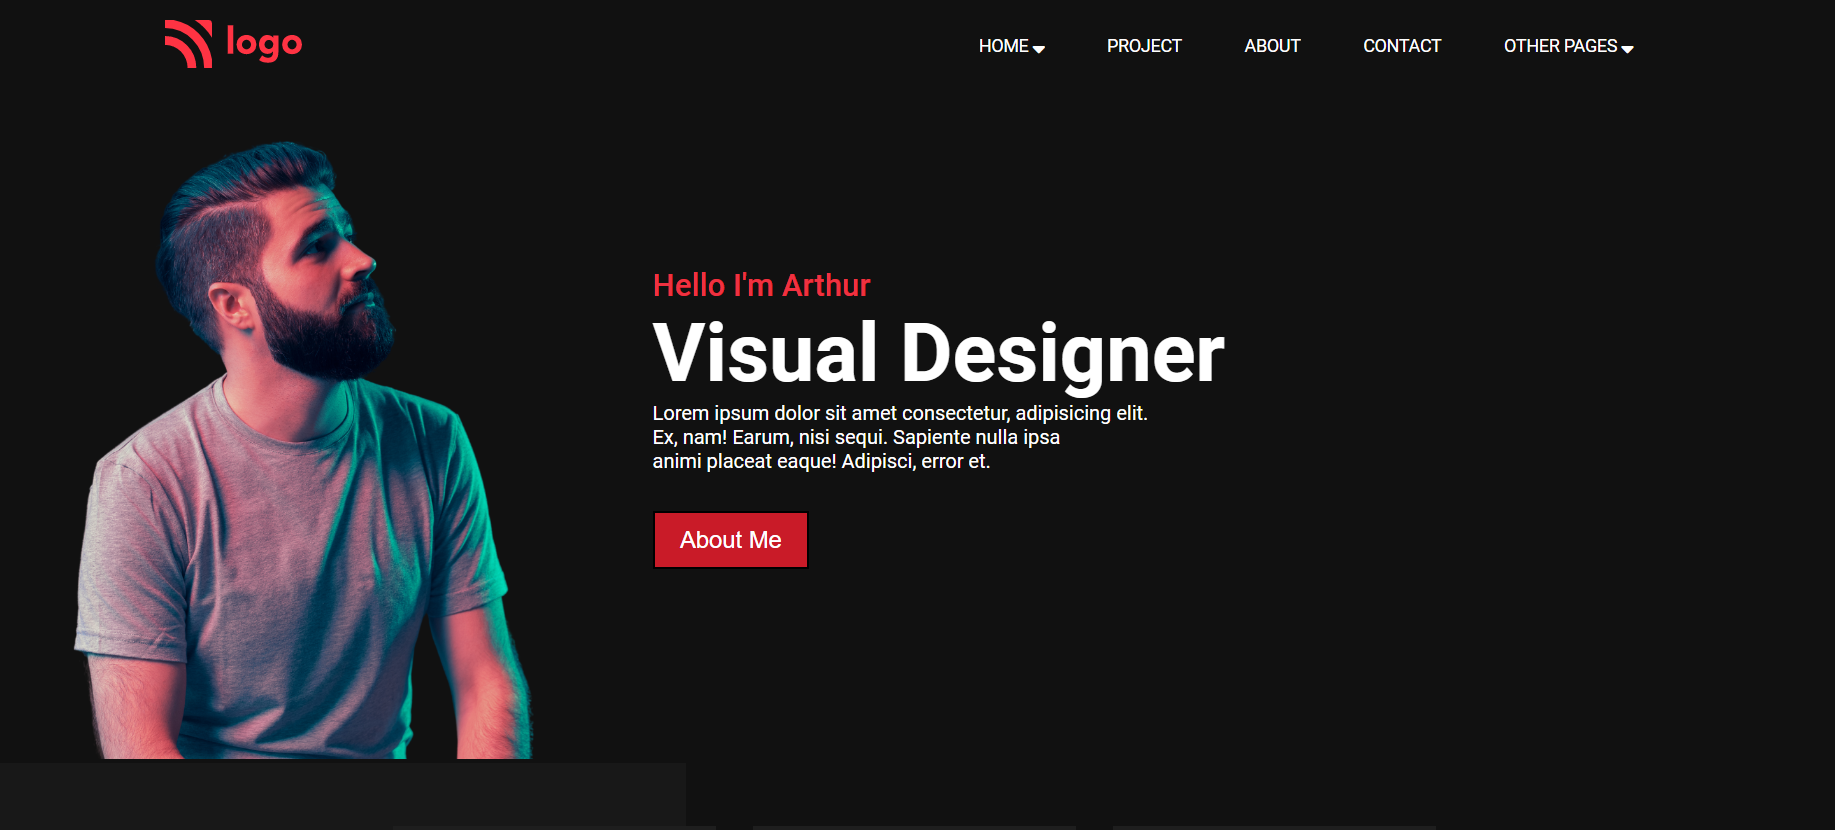 logo
HOME
PROJECT
ABOUT
CONTACT
OTHER PAGES
Hello I'm Arthur
Visual Designer
Lorem ipsum dolor sit amet consectetur, adipisicing elit.
Ex, nam! Earum, nisi sequi. Sapiente nulla ipsa
animi placeat eaque! Adipisci, error et.
About Me